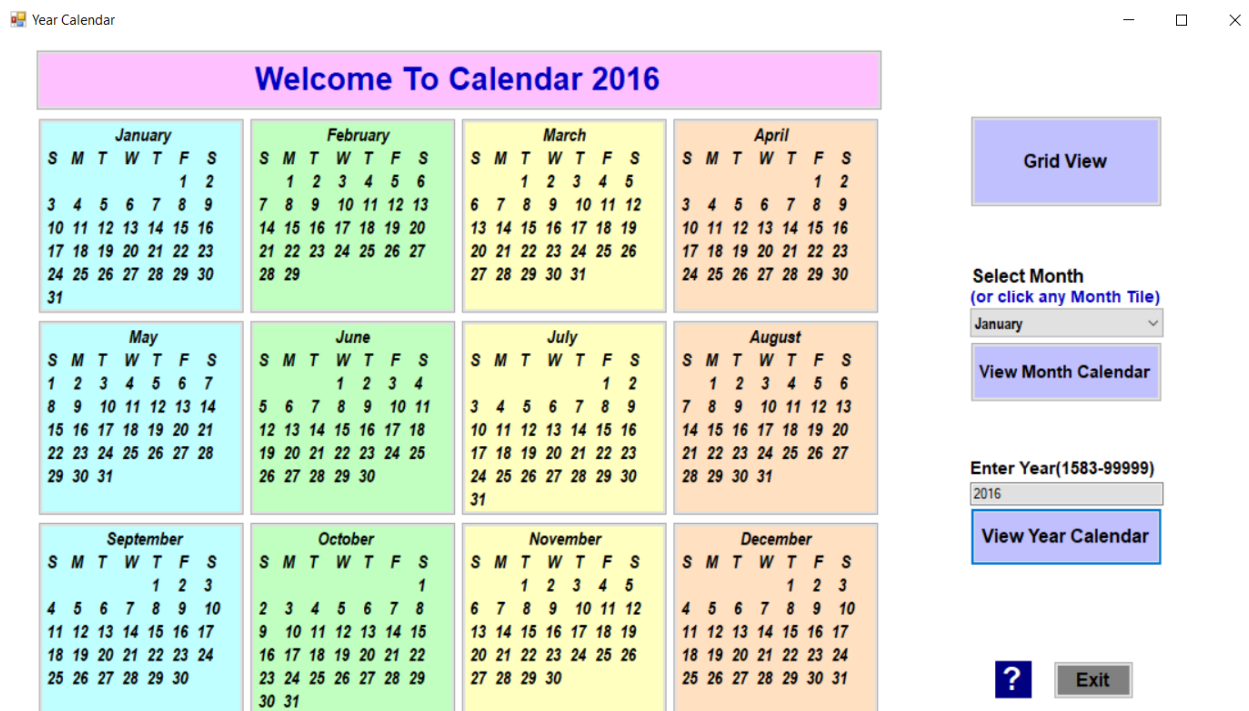 Year Calendar
Welcome To Calendar 2016
January
S M T W T F S
1 2
3 4 5 6 7 8 9
10 11 12 13 14 15 16
17 18 19 20 21 22 23
24 25 26 27 28 29 30
31
February
S M T W T F S
1 2 3 4 5 6
7 8 9 10 11 12 13
14 15 16 17 18 19 20
21 22 23 24 25 26 27
28 29
March
S M T W T F S
1 2 3 4 5
6 7 8 9 10 11 12
13 14 15 16 17 18 19
20 21 22 23 24 25 26
27 28 29 30 31
April
S M T W T F S
1 2
3 4 5 6 7 8 9
10 11 12 13 14 15 16
17 18 19 20 21 22 23
24 25 26 27 28 29 30
May
S M T W T F S
1 2 3 4 5 6 7
8 9 10 11 12 13 14
15 16 17 18 19 20 21
22 23 24 25 26 27 28
29 30 31
June
S M T W T F S
1 2 3 4
5 6 7 8 9 10 11
12 13 14 15 16 17 18
19 20 21 22 23 24 25
26 27 28 29 30
July
S M T W T F S
1 2
3 4 5 6 7 8 9
10 11 12 13 14 15 16
17 18 19 20 21 22 23
24 25 26 27 28 29 30
31
August
S M T W T F S
1 2 3 4 5 6
7 8 9 10 11 12 13
14 15 16 17 18 19 20
21 22 23 24 25 26 27
28 29 30 31
September
S M T W T F S
1 2 3
4 5 6 7 8 9 10
11 12 13 14 15 16 17
18 19 20 21 22 23 24
25 26 27 28 29 30
October
S M T W T F S
1
2 3 4 5 6 7 8
9 10 11 12 13 14 15
16 17 18 19 20 21 22
23 24 25 26 27 28 29
30 31
November
S M T W T F S
1 2 3 4 5
6 7 8 9 10 11 12
13 14 15 16 17 18 19
20 21 22 23 24 25 26
27 28 29 30
December
S M T W T F S
1 2 3
4 5 6 7 8 9 10
11 12 13 14 15 16 17
18 19 20 21 22 23 24
25 26 27 28 29 30 31
Grid View
Select Month
(or click any Month Tile)
January
View Month Calendar
Enter Year(1583-99999)
2016
View Year Calendar
? Exit